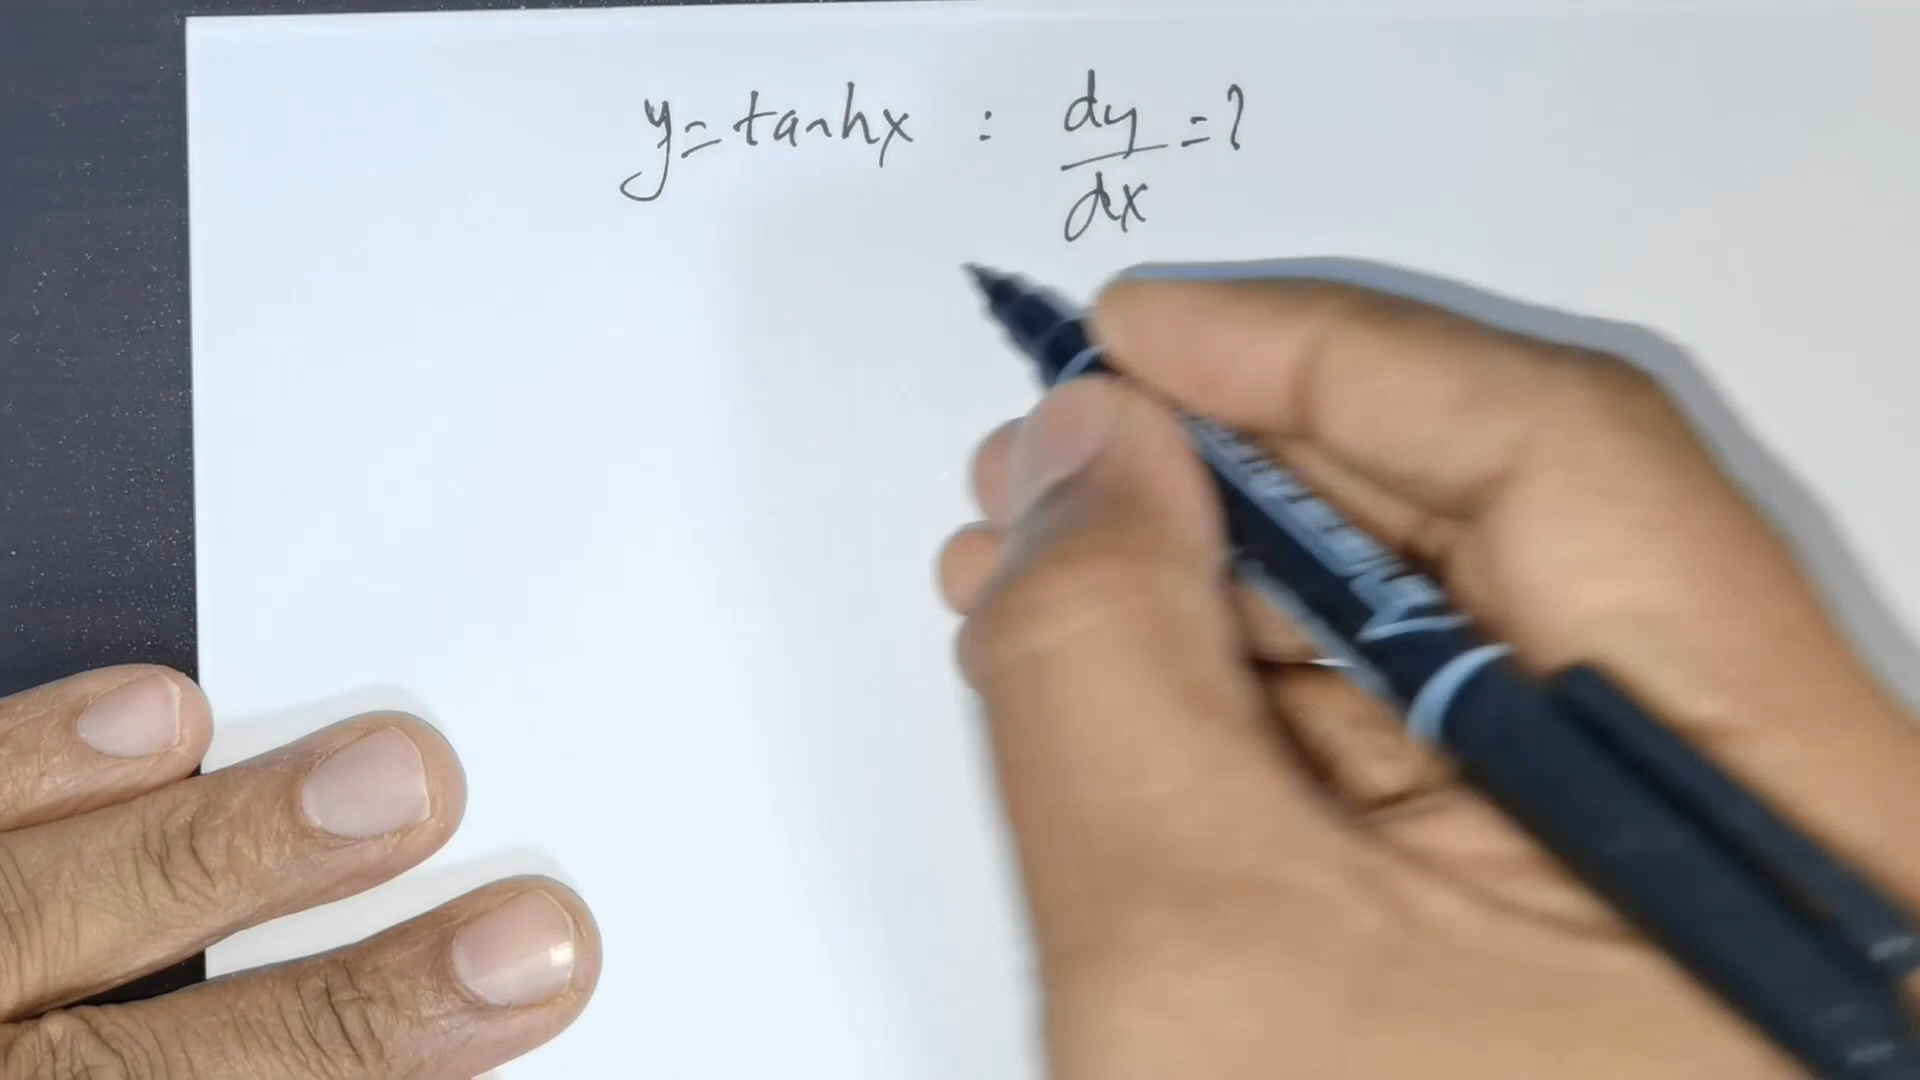 y = tanhx : dy/dx = ?